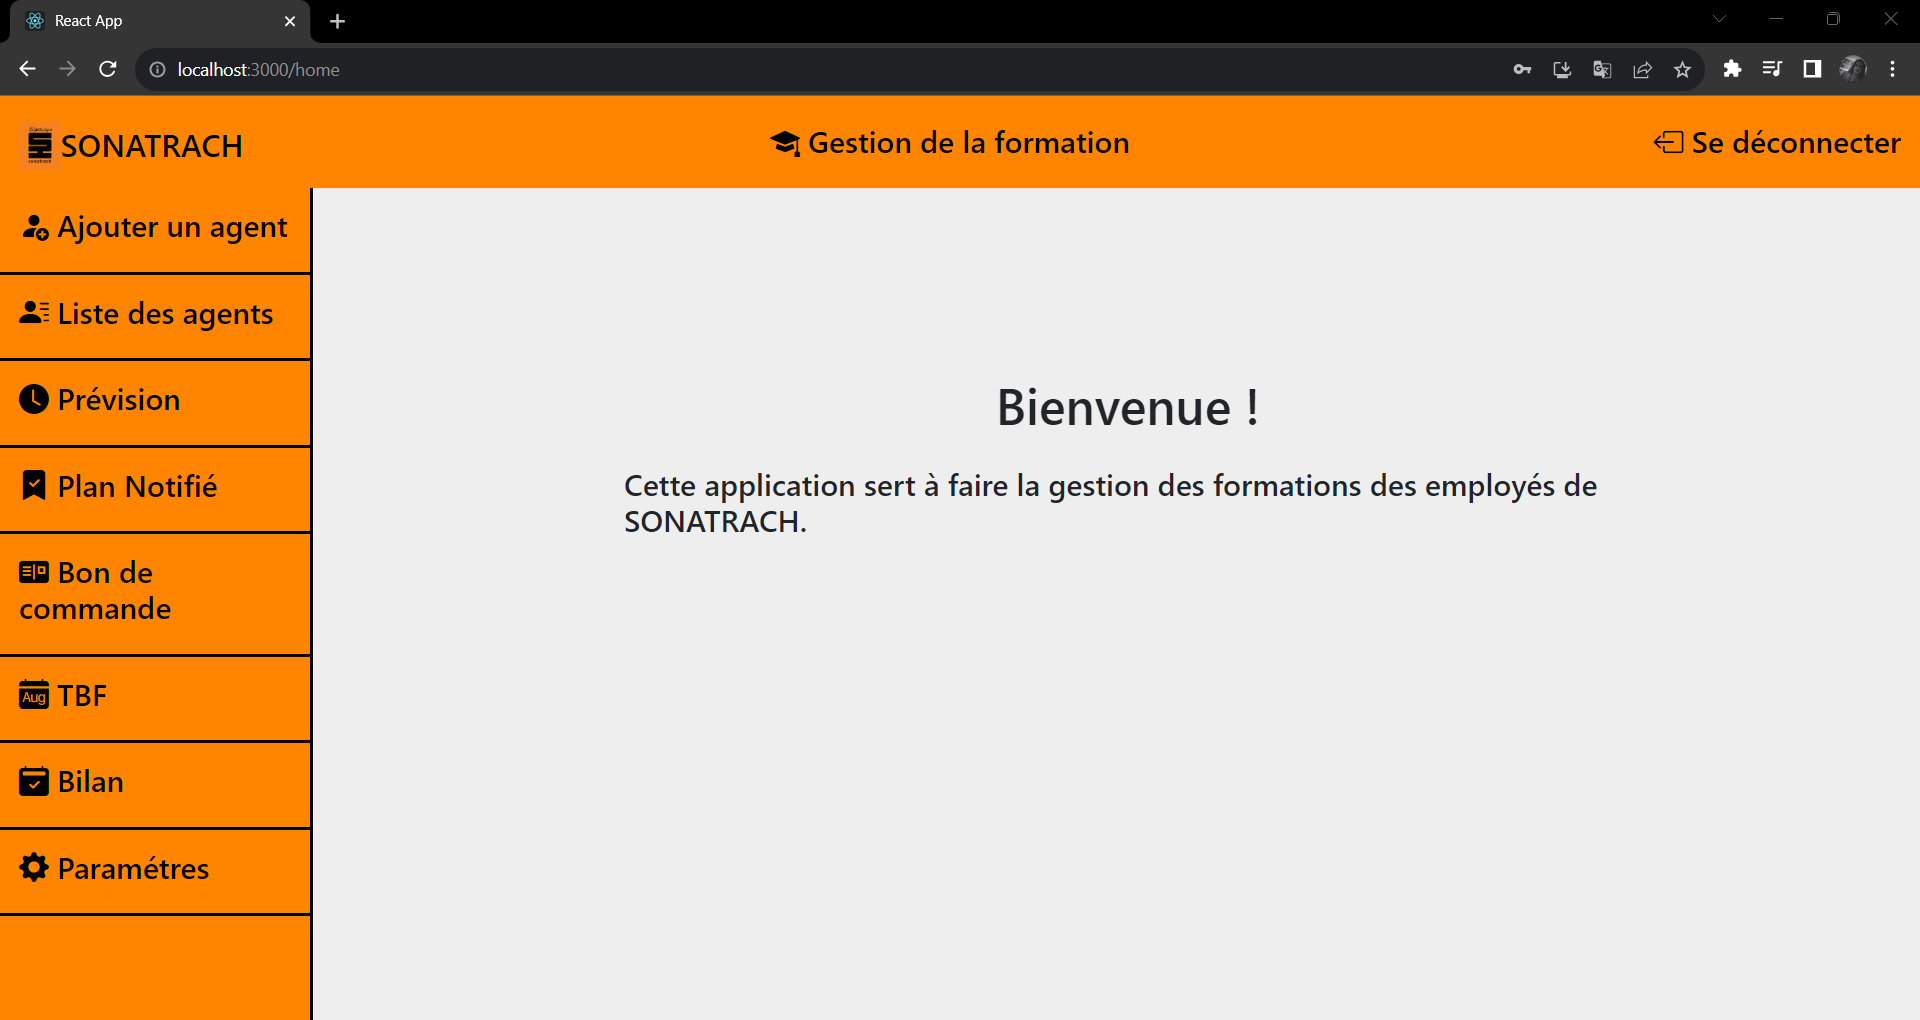 React App
localhost:3000/home
SONATRACH
Gestion de la formation
Se déconnecter
Ajouter un agent
Liste des agents
Prévision
Plan Notifié
Bon de
commande
Aug TBF
Bilan
Paramétres
Bienvenue !
Cette application sert à faire la gestion des formations des employés de
SONATRACH.